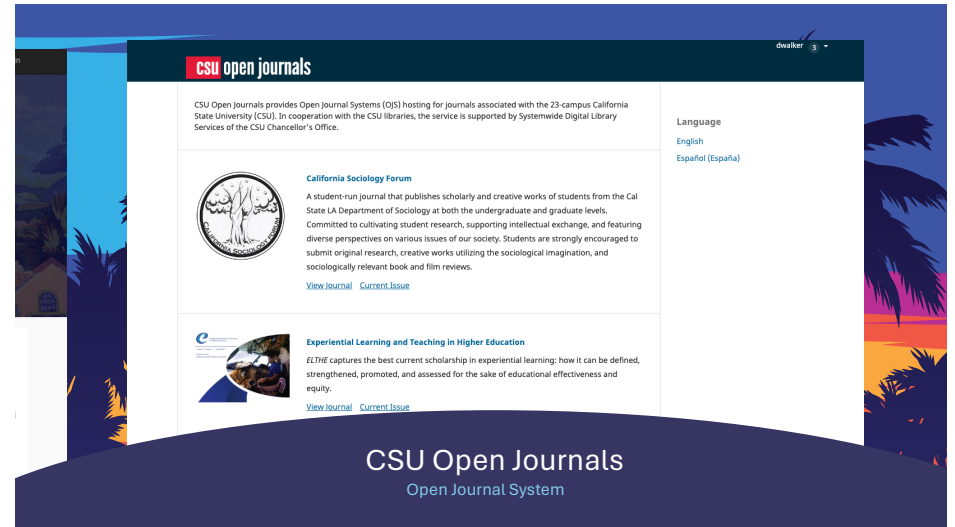 dwalker 3
csu open journals
CSU Open Journals provides Open Journal Systems (OJS) hosting for journals associated with the 23-campus California
State University (CSU). In cooperation with the CSU libraries, the service is supported by Systemwide Digital Library
Services of the CSU Chancellor's Office.
Language
English
Español (España)
California Sociology Forum
A student-run journal that publishes scholarly and creative works of students from the Cal
State LA Department of Sociology at both the undergraduate and graduate levels.
Committed to cultivating student research, supporting intellectual exchange, and featuring
diverse perspectives on various issues of our society. Students are strongly encouraged to
submit original research, creative works utilizing the sociological imagination, and
sociologically relevant book and film reviews.
View Journal Current Issue
CALIFORNIA SOCIOLOGY FORUM
Experiential Learning and Teaching in Higher Education
ELTHE captures the best current scholarship in experiential learning: how it can be defined,
strengthened, promoted, and assessed for the sake of educational effectiveness and
equity.
View Journal Current Issue
CSU Open Journals
Open Journal System